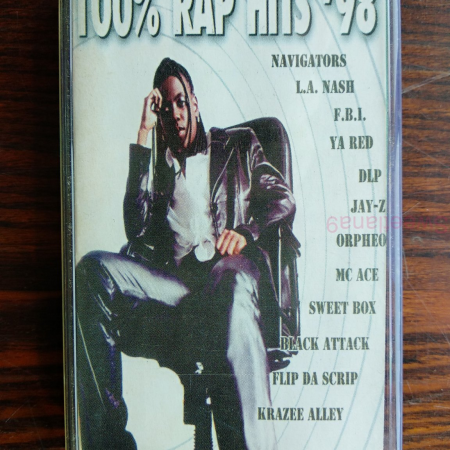 100% RAP HITS '98
NAVIGATORS
L.A. NASH
F.B.I.
YA RED
DLP
JAY-Z
ORPHEO
MC ACE
SWEET BOX
BLACK ATTACK
FLIP DA SCRIP
KRAZEE ALLEY